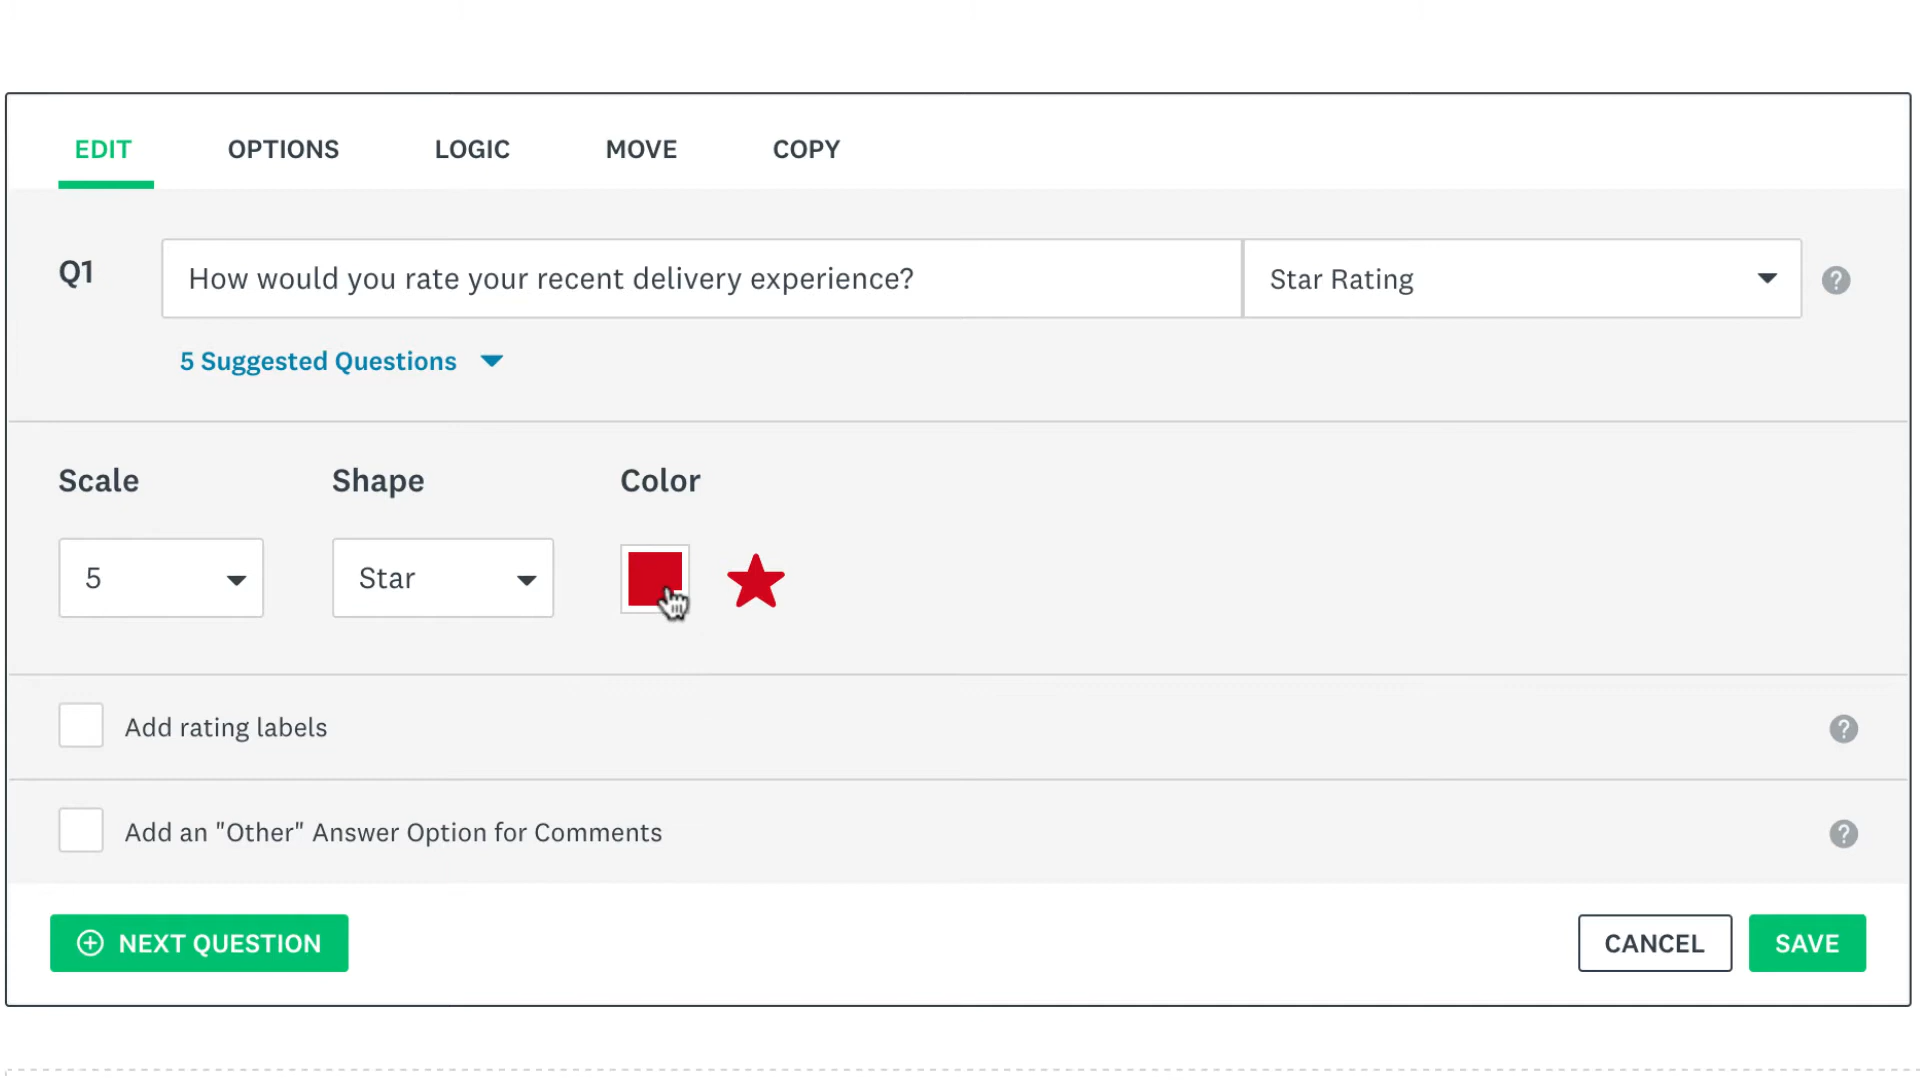 EDIT OPTIONS LOGIC MOVE COPY
Q1 How would you rate your recent delivery experience? Star Rating ?
5 Suggested Questions
Scale Shape Color
5 Star
Add rating labels ?
Add an "Other" Answer Option for Comments ?
NEXT QUESTION CANCEL SAVE